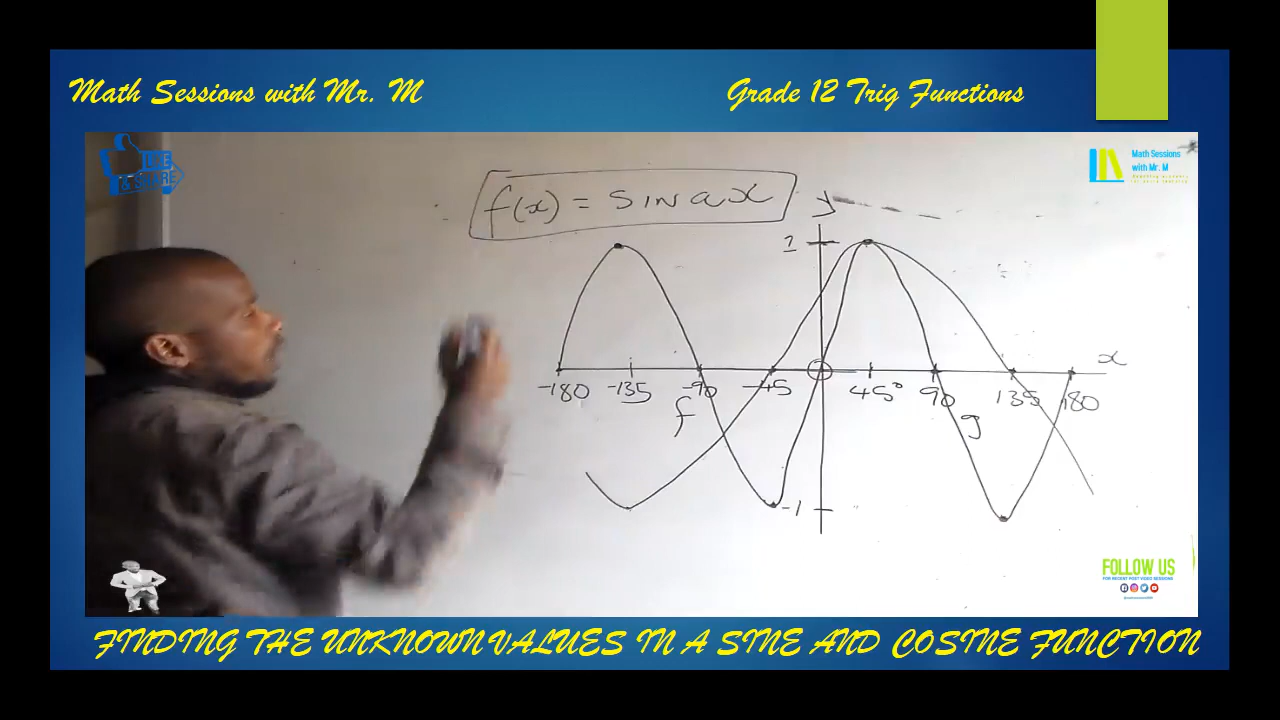 Math Sessions with Mr. M
Grade 12 Trig Functions
LIKE
& SHARE
Math Sessions
with Mr. M
f(x) = sin ax
y
1
x
-180 -135 -90 -45 45° 90 135 180
f
g
-1
FOLLOW US
FOR RECENT POST VIDEO SESSIONS
FINDING THE UNKNOWN VALUES IN A SINE AND COSINE FUNCTION